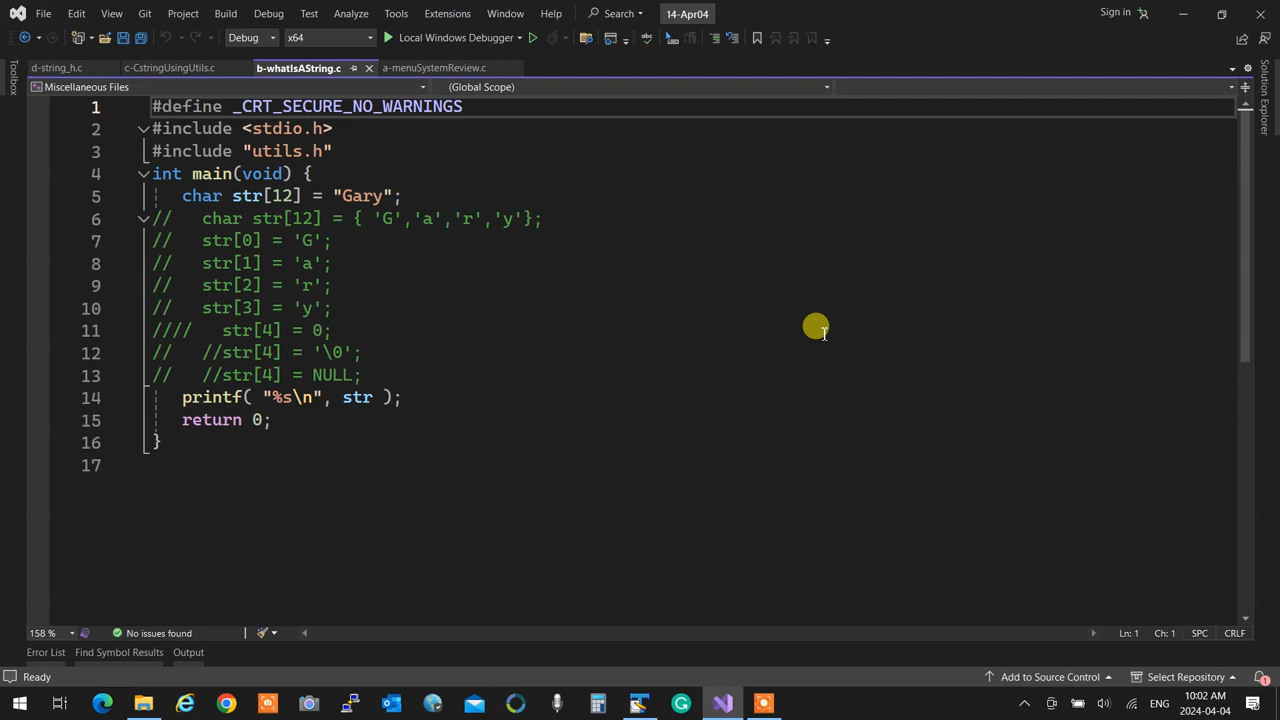 File Edit View Git Project Build Debug Test Analyze Tools Extensions Window Help Search 14-Apr04 Sign in
Debug x64 Local Windows Debugger
d-string_h.c c-CstringUsingUtils.c b-whatIsAString.c a-menuSystemReview.c
Miscellaneous Files (Global Scope)
Toolbox
Solution Explorer
1 #define _CRT_SECURE_NO_WARNINGS
2 #include <stdio.h>
3 #include "utils.h"
4 int main(void) {
5 char str[12] = "Gary";
6 // char str[12] = { 'G','a','r','y'};
7 // str[0] = 'G';
8 // str[1] = 'a';
9 // str[2] = 'r';
10 // str[3] = 'y';
11 //// str[4] = 0;
12 // //str[4] = '\0';
13 // //str[4] = NULL;
14 printf( "%s\n", str );
15 return 0;
16 }
17
158 % No issues found Ln: 1 Ch: 1 SPC CRLF
Error List Find Symbol Results Output
Ready Add to Source Control Select Repository 1
ENG 10:02 AM
2024-04-04